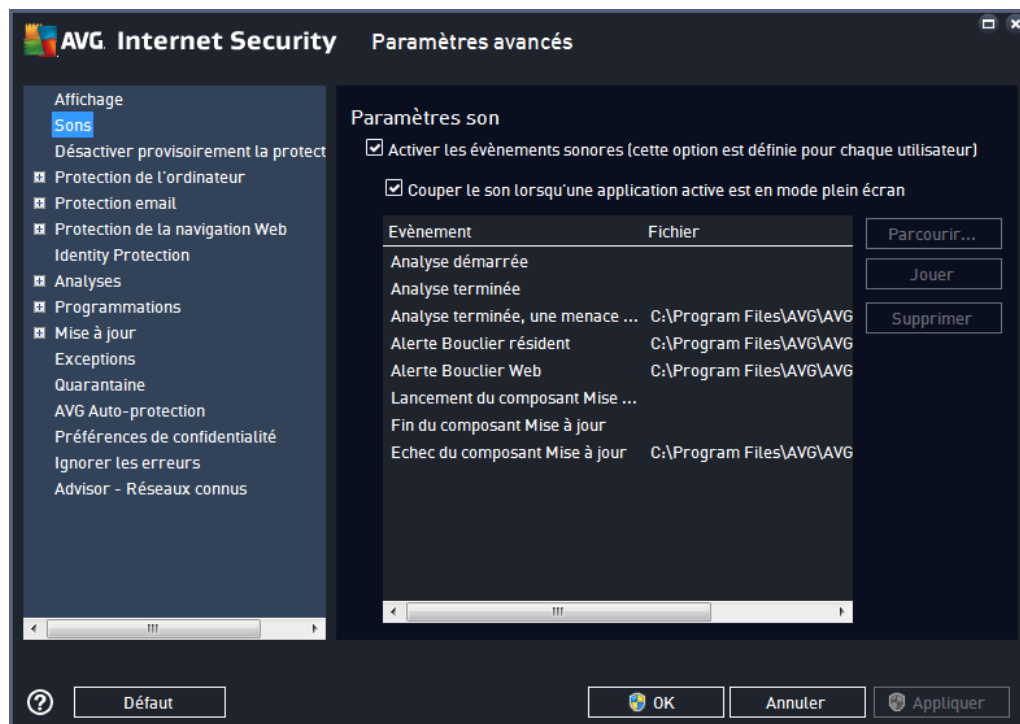 AVG. Internet Security Paramètres avancés
Affichage
Sons
Désactiver provisoirement la protect
Protection de l'ordinateur
Protection email
Protection de la navigation Web
Identity Protection
Analyses
Programmations
Mise à jour
Exceptions
Quarantaine
AVG Auto-protection
Préférences de confidentialité
Ignorer les erreurs
Advisor - Réseaux connus
Paramètres son
Activer les évènements sonores (cette option est définie pour chaque utilisateur)
Couper le son lorsqu'une application active est en mode plein écran
Evènement Fichier
Analyse démarrée
Analyse terminée
Analyse terminée, une menace ... C:\Program Files\AVG\AVG
Alerte Bouclier résident C:\Program Files\AVG\AVG
Alerte Bouclier Web C:\Program Files\AVG\AVG
Lancement du composant Mise ...
Fin du composant Mise à jour
Echec du composant Mise à jour C:\Program Files\AVG\AVG
Parcourir...
Jouer
Supprimer
Défaut
OK
Annuler
Appliquer